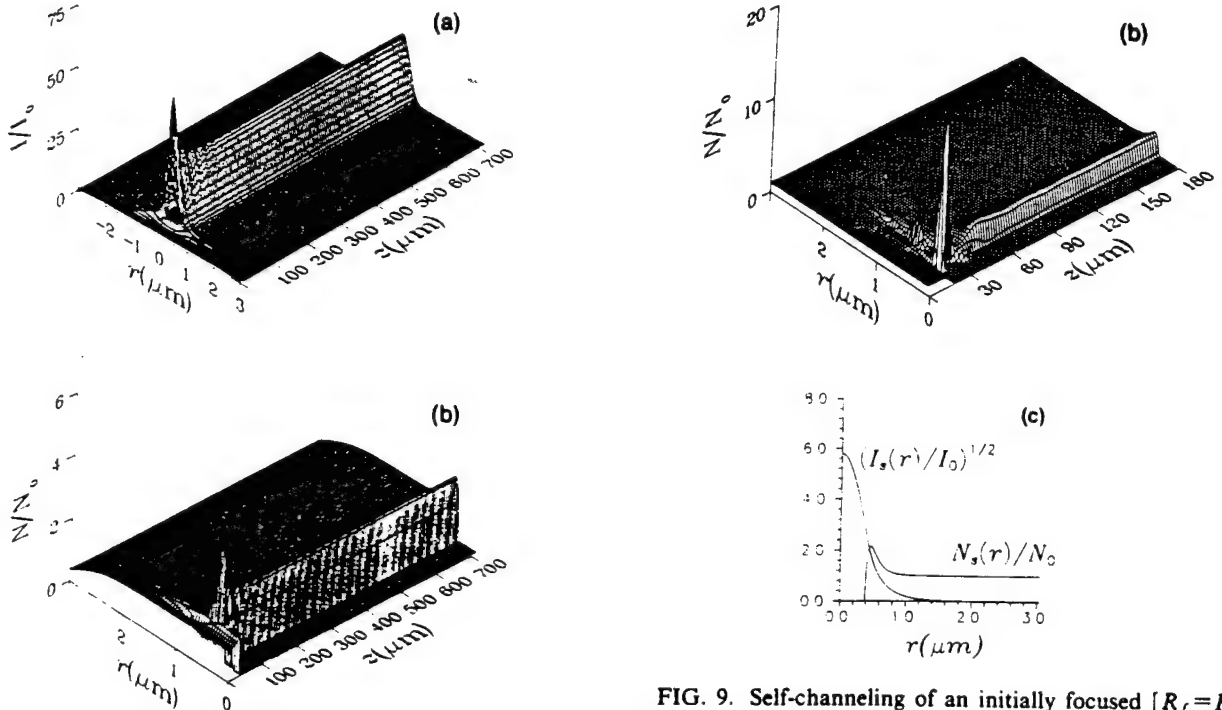 (a)
75
50
25
0
I/I₀
-2
-1
0
1
2
3
r(μm)
100
200
300
400
500
600
700
z(μm)
(b)
20
10
0
N/N₀
2
1
0
r(μm)
30
60
90
120
150
180
z(μm)
(b)
6
4
2
0
N/N₀
2
1
0
r(μm)
100
200
300
400
500
600
700
z(μm)
(c)
8.0
6.0
4.0
2.0
0.0
(I_s(r)/I_0)^{1/2}
N_s(r)/N_0
0.0 1.0 2.0 3.0
r(μm)
FIG. 9. Self-channeling of an initially focused